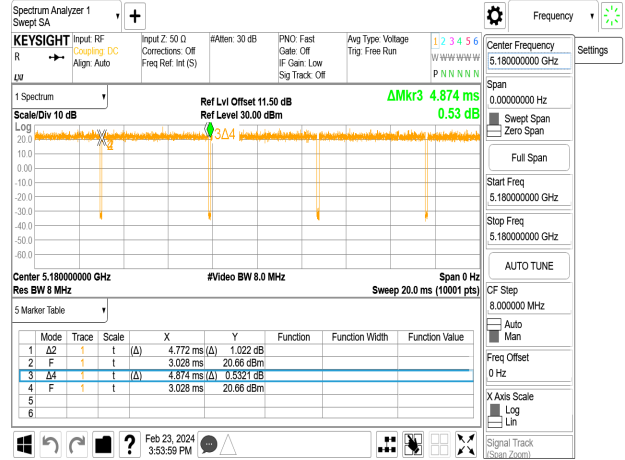 Spectrum Analyzer 1
Swept SA
Frequency
KEYSIGHT
R
Input: RF
Coupling: DC
Align: Auto
Input Z: 50 Ω
Corrections: Off
Freq Ref: Int (S)
#Atten: 30 dB
PNO: Fast
Gate: Off
IF Gain: Low
Sig Track: Off
Avg Type: Voltage
Trig: Free Run
1 2 3 4 5 6
W W W W W W
P N N N N N
Settings
1 Spectrum
Scale/Div 10 dB
Ref Lvl Offset 11.50 dB
Ref Level 30.00 dBm
ΔMkr3 4.874 ms
0.53 dB
Log
20.0
10.0
0.00
-10.0
-20.0
-30.0
-40.0
-50.0
-60.0
3Δ4
Center 5.180000000 GHz
Res BW 8 MHz
#Video BW 8.0 MHz
Span 0 Hz
Sweep 20.0 ms (10001 pts)
5 Marker Table
Mode Trace Scale X Y Function Function Width Function Value
1 Δ2 1 t (Δ) 4.772 ms (Δ) 1.022 dB
2 F 1 t 3.028 ms 20.66 dBm
3 Δ4 1 t (Δ) 4.874 ms (Δ) 0.5321 dB
4 F 1 t 3.028 ms 20.66 dBm
5
6
Feb 23, 2024
3:53:59 PM
Center Frequency
5.180000000 GHz
Span
0.00000000 Hz
Swept Span
Zero Span
Full Span
Start Freq
5.180000000 GHz
Stop Freq
5.180000000 GHz
AUTO TUNE
CF Step
8.000000 MHz
Auto
Man
Freq Offset
0 Hz
X Axis Scale
Log
Lin
Signal Track
(Span Zoom)